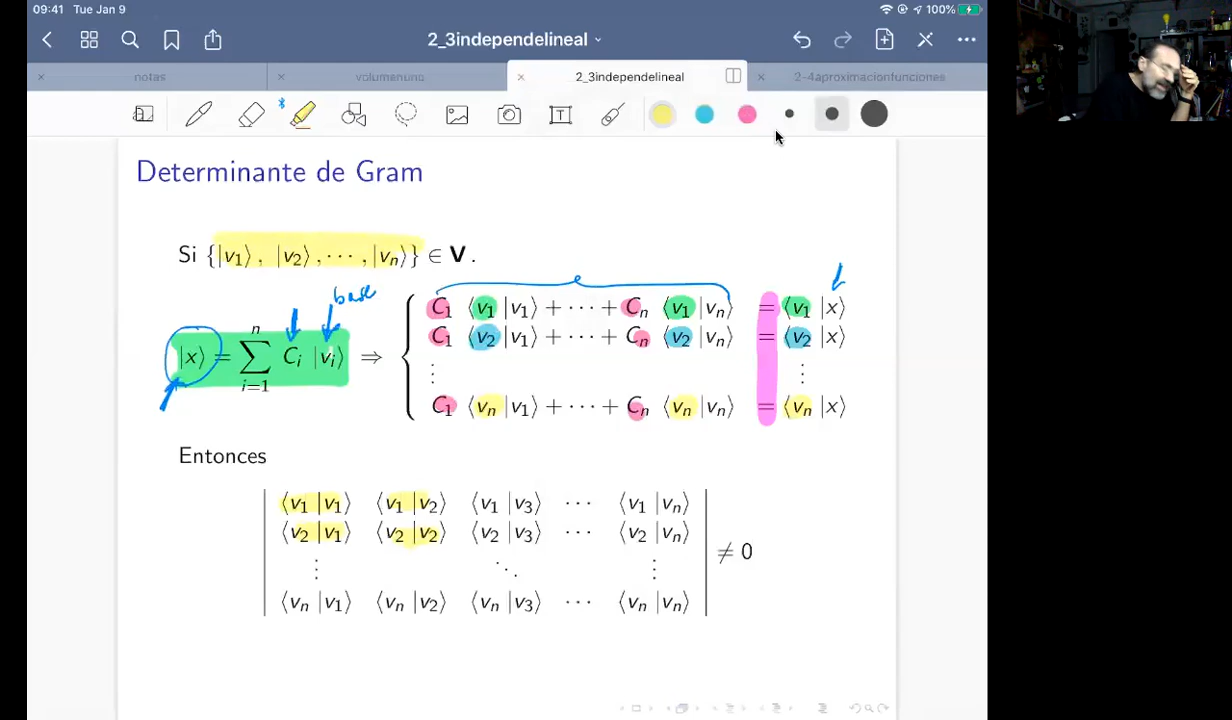 09:41 Tue Jan 9
100%
2_3independelineal
notas
volumenuno
2_3independelineal
2-4aproximacionfunciones
Determinante de Gram
Si {|v₁⟩, |v₂⟩, ⋯, |vₙ⟩} ∈ V.
base
|x⟩ = ∑ᵢ₌₁ⁿ Cᵢ |vᵢ⟩ ⇒
C₁ ⟨v₁|v₁⟩ + ⋯ + Cₙ ⟨v₁|vₙ⟩ = ⟨v₁|x⟩
C₁ ⟨v₂|v₁⟩ + ⋯ + Cₙ ⟨v₂|vₙ⟩ = ⟨v₂|x⟩
⋮ ⋮
C₁ ⟨vₙ|v₁⟩ + ⋯ + Cₙ ⟨vₙ|vₙ⟩ = ⟨vₙ|x⟩
Entonces
⟨v₁|v₁⟩ ⟨v₁|v₂⟩ ⟨v₁|v₃⟩ ⋯ ⟨v₁|vₙ⟩
⟨v₂|v₁⟩ ⟨v₂|v₂⟩ ⟨v₂|v₃⟩ ⋯ ⟨v₂|vₙ⟩
⋮ ⋱ ⋮
⟨vₙ|v₁⟩ ⟨vₙ|v₂⟩ ⟨vₙ|v₃⟩ ⋯ ⟨vₙ|vₙ⟩
≠ 0